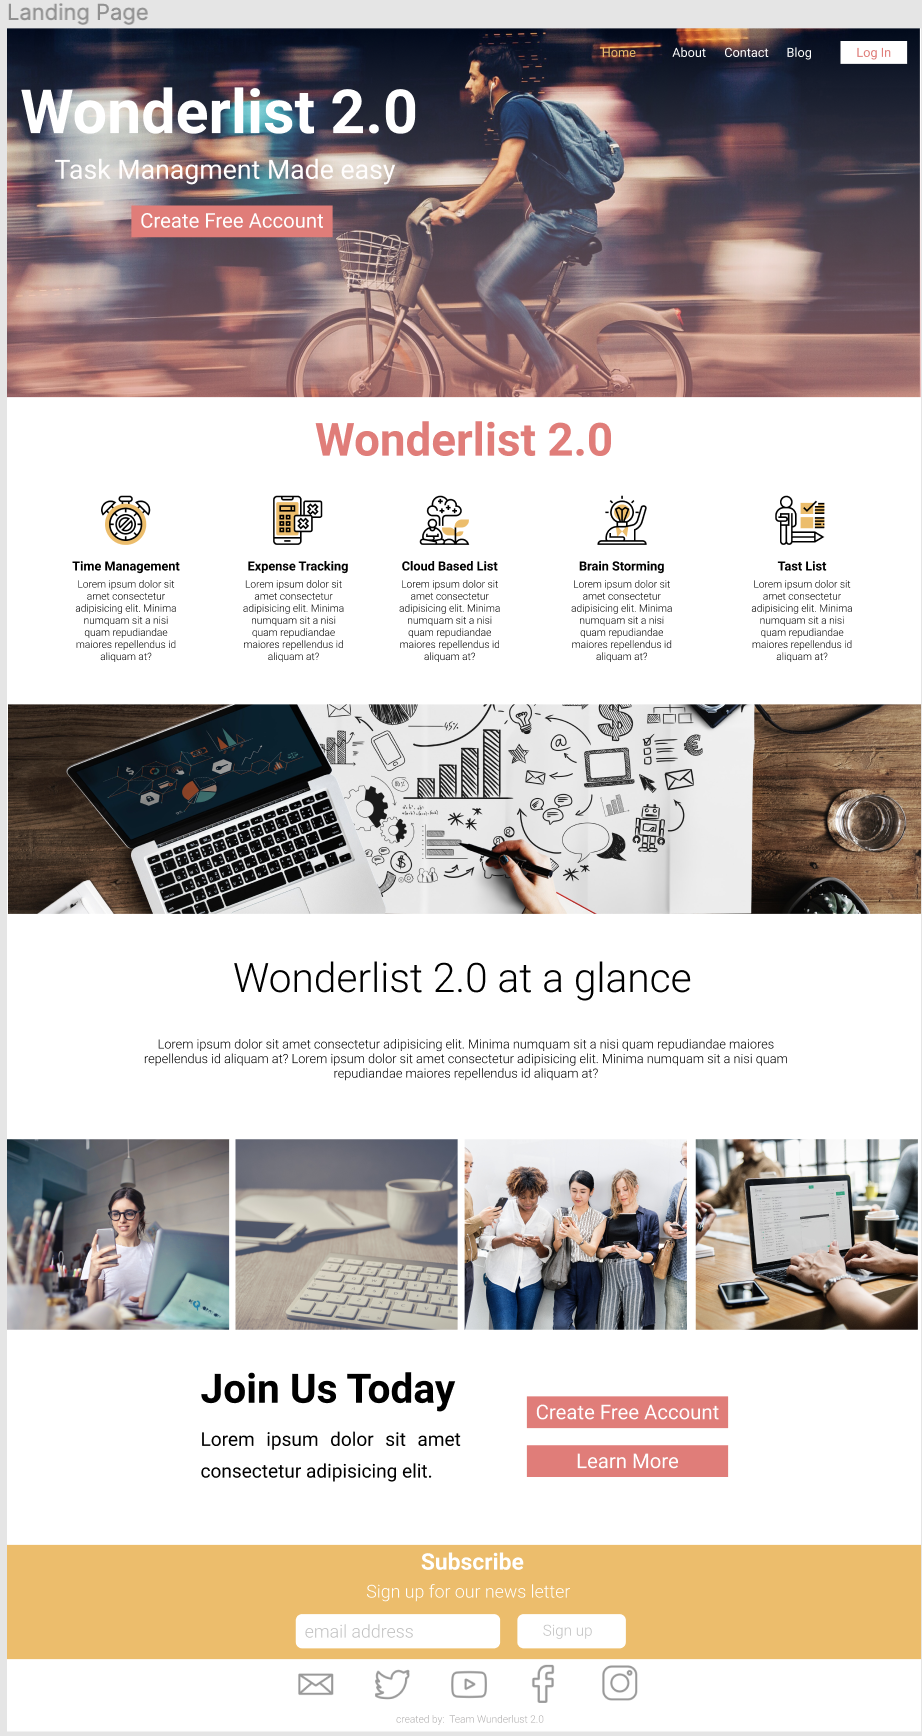 Landing Page
Home About Contact Blog Log In
Wonderlist 2.0
Task Managment Made easy
Create Free Account
Wonderlist 2.0
Time Management
Lorem ipsum dolor sit
amet consectetur
adipisicing elit. Minima
numquam sit a nisi
quam repudiandae
maiores repellendus id
aliquam at?
Expense Tracking
Lorem ipsum dolor sit
amet consectetur
adipisicing elit. Minima
numquam sit a nisi
quam repudiandae
maiores repellendus id
aliquam at?
Cloud Based List
Lorem ipsum dolor sit
amet consectetur
adipisicing elit. Minima
numquam sit a nisi
quam repudiandae
maiores repellendus id
aliquam at?
Brain Storming
Lorem ipsum dolor sit
amet consectetur
adipisicing elit. Minima
numquam sit a nisi
quam repudiandae
maiores repellendus id
aliquam at?
Tast List
Lorem ipsum dolor sit
amet consectetur
adipisicing elit. Minima
numquam sit a nisi
quam repudiandae
maiores repellendus id
aliquam at?
45%
Wonderlist 2.0 at a glance
Lorem ipsum dolor sit amet consectetur adipisicing elit. Minima numquam sit a nisi quam repudiandae maiores
repellendus id aliquam at? Lorem ipsum dolor sit amet consectetur adipisicing elit. Minima numquam sit a nisi quam
repudiandae maiores repellendus id aliquam at?
Join Us Today
Lorem ipsum dolor sit amet
consectetur adipisicing elit.
Create Free Account
Learn More
Subscribe
Sign up for our news letter
email address
Sign up
created by: Team Wunderlust 2.0